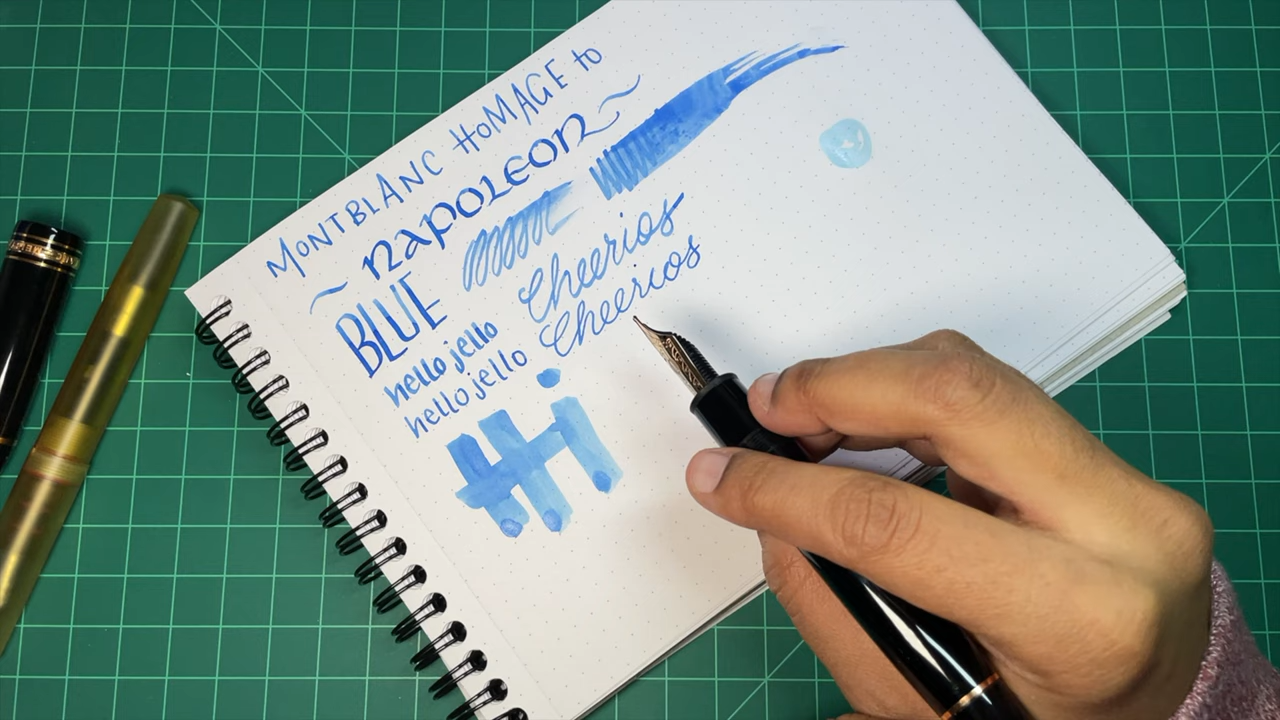 MONTBLANC HOMAGE to
~ Napoleon ~
BLUE
Cheerios
Cheerios
hello jello
hello jello
Hi